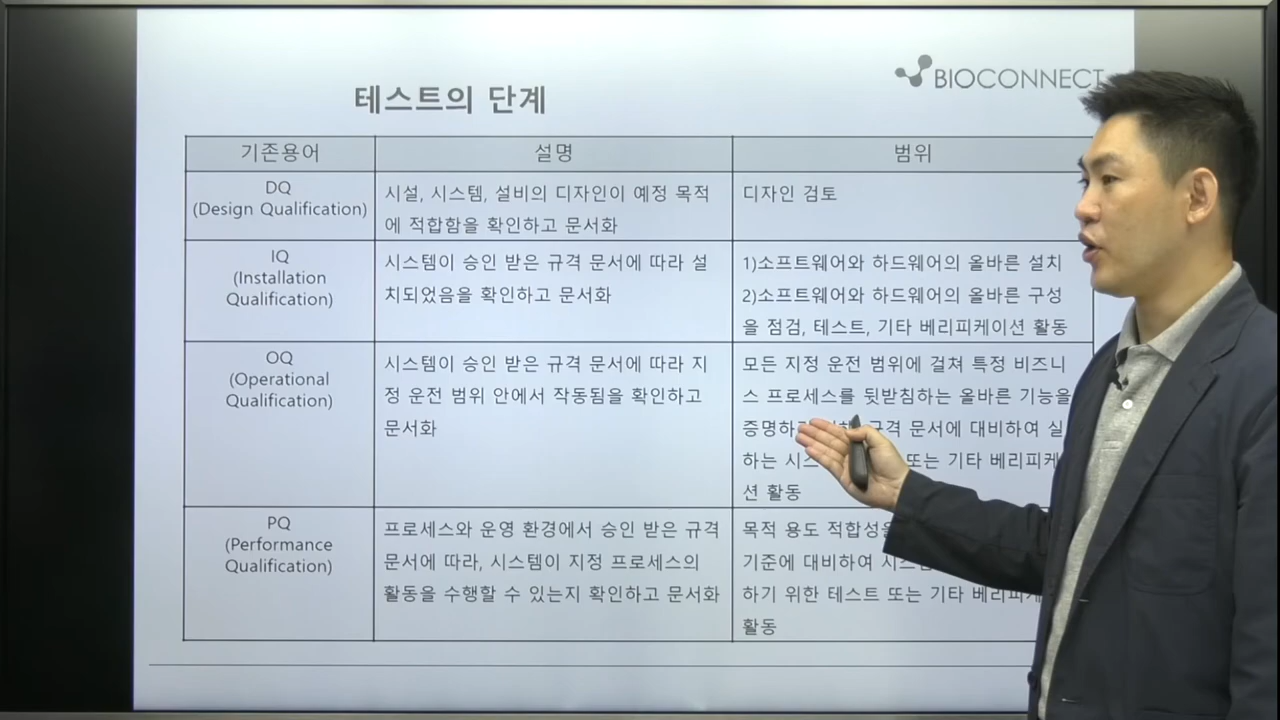 BIOCONNECT
테스트의 단계
기존용어
설명
범위
DQ
(Design Qualification)
시설, 시스템, 설비의 디자인이 예정 목적
에 적합함을 확인하고 문서화
디자인 검토
IQ
(Installation
Qualification)
시스템이 승인 받은 규격 문서에 따라 설
치되었음을 확인하고 문서화
1)소프트웨어와 하드웨어의 올바른 설치
2)소프트웨어와 하드웨어의 올바른 구성
을 점검, 테스트, 기타 베리피케이션 활동
OQ
(Operational
Qualification)
시스템이 승인 받은 규격 문서에 따라 지
정 운전 범위 안에서 작동됨을 확인하고
문서화
모든 지정 운전 범위에 걸쳐 특정 비즈니
스 프로세스를 뒷받침하는 올바른 기능을
규격 문서에 대비하여 실
하는 또는 기타 베리피케
션 활동
PQ
(Performance
Qualification)
프로세스와 운영 환경에서 승인 받은 규격
문서에 따라, 시스템이 지정 프로세스의
활동을 수행할 수 있는지 확인하고 문서화
목적 용도
기준에 대비하여
하기 위한 테스트 또는 기타
활동